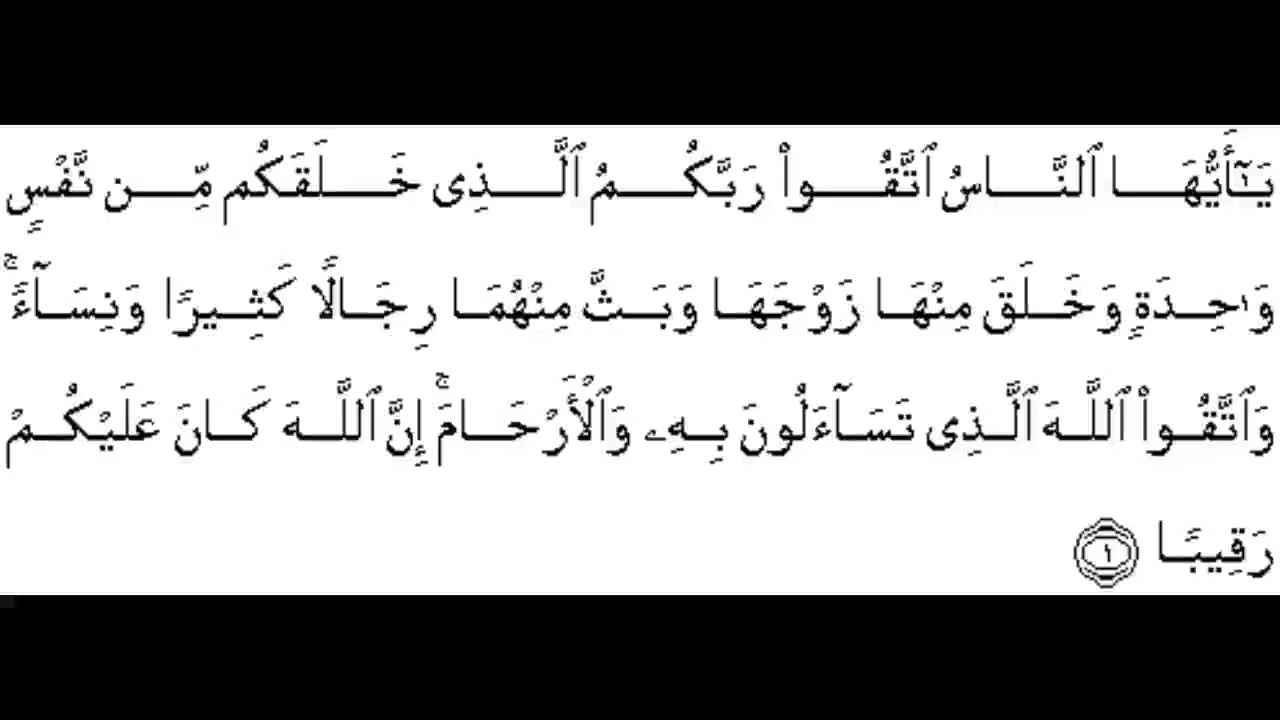 يَـٰٓأَيُّهَا ٱلنَّاسُ ٱتَّقُوا۟ رَبَّكُمُ ٱلَّذِى خَلَقَكُم مِّن نَّفْسٍ
وَٰحِدَةٍ وَخَلَقَ مِنْهَا زَوْجَهَا وَبَثَّ مِنْهُمَا رِجَالًا كَثِيرًا وَنِسَآءً ۚ
وَٱتَّقُوا۟ ٱللَّهَ ٱلَّذِى تَسَآءَلُونَ بِهِۦ وَٱلْأَرْحَامَ ۚ إِنَّ ٱللَّهَ كَانَ عَلَيْكُمْ
رَقِيبًا ١